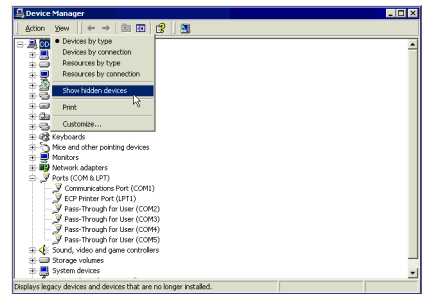 Device Manager
Action View
Devices by type
Devices by connection
Resources by type
Resources by connection
Show hidden devices
Print
Customize...
Keyboards
Mice and other pointing devices
Monitors
Network adapters
Ports (COM & LPT)
Communications Port (COM1)
ECP Printer Port (LPT1)
Pass-Through for User (COM2)
Pass-Through for User (COM3)
Pass-Through for User (COM4)
Pass-Through for User (COM5)
Sound, video and game controllers
Storage volumes
System devices
Displays legacy devices and devices that are no longer installed.